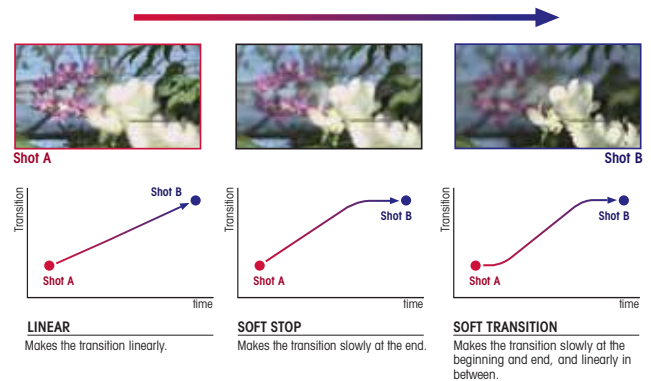 Shot A
Shot B
Transition
Shot B
Shot A
time
Transition
Shot B
Shot A
time
Transition
Shot B
Shot A
time
LINEAR
Makes the transition linearly.
SOFT STOP
Makes the transition slowly at the end.
SOFT TRANSITION
Makes the transition slowly at the
beginning and end, and linearly in
between.